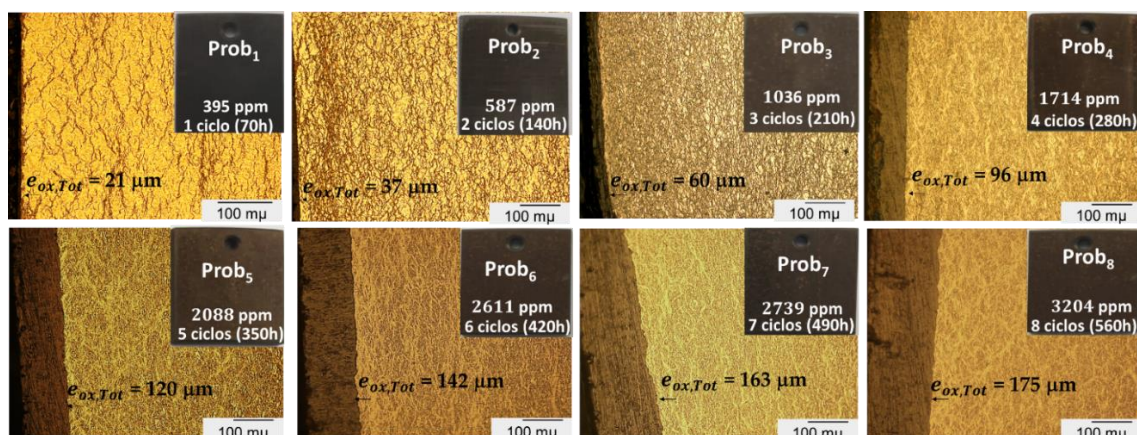 Prob₁
395 ppm
1 ciclo (70h)
eₒₓ,Tot = 21 µm
100 mµ
Prob₂
587 ppm
2 ciclos (140h)
eₒₓ,Tot = 37 µm
100 mµ
Prob₃
1036 ppm
3 ciclos (210h)
eₒₓ,Tot = 60 µm
100 mµ
Prob₄
1714 ppm
4 ciclos (280h)
eₒₓ,Tot = 96 µm
100 mµ
Prob₅
2088 ppm
5 ciclos (350h)
eₒₓ,Tot = 120 µm
100 mµ
Prob₆
2611 ppm
6 ciclos (420h)
eₒₓ,Tot = 142 µm
100 mµ
Prob₇
2739 ppm
7 ciclos (490h)
eₒₓ,Tot = 163 µm
100 mµ
Prob₈
3204 ppm
8 ciclos (560h)
eₒₓ,Tot = 175 µm
100 mµ